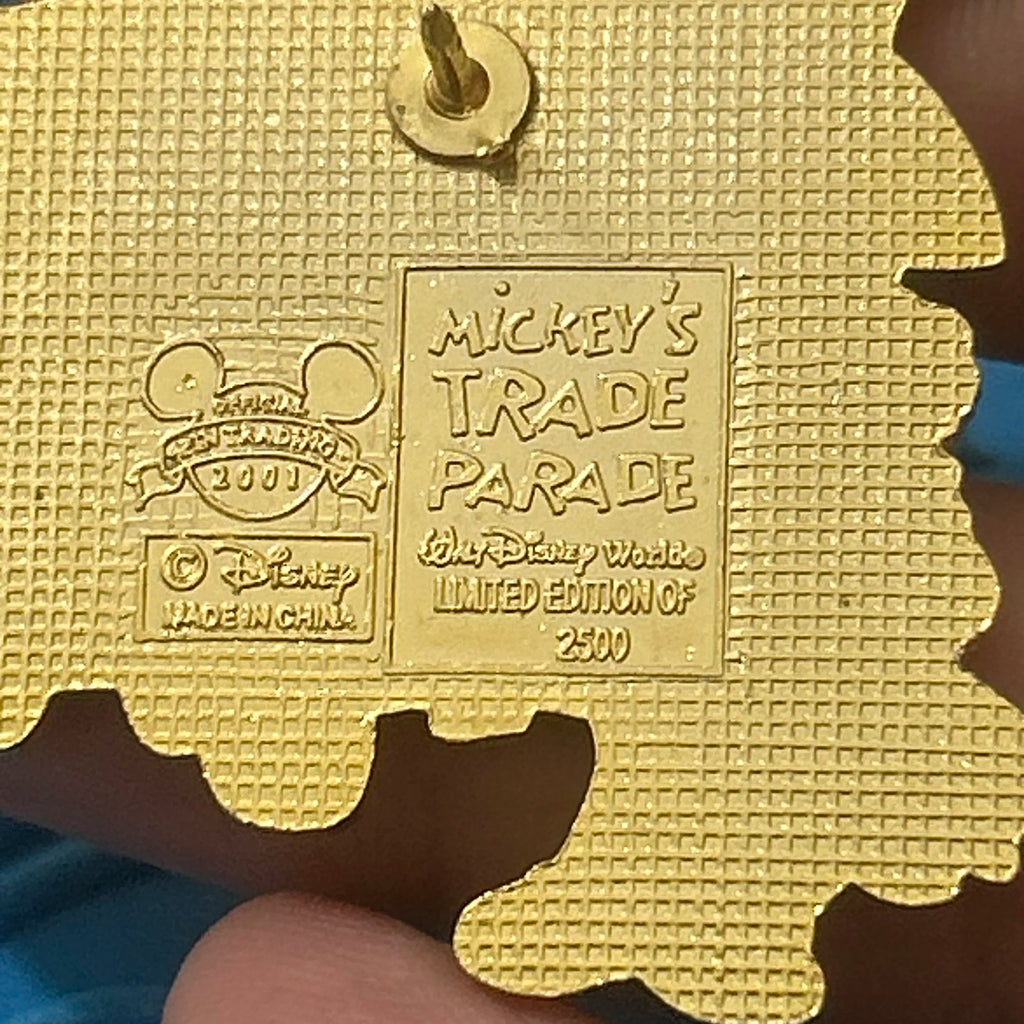 OFFICIAL
PIN TRADING
2001
© Disney
MADE IN CHINA
MiCKEY'S
TRADE
PARADE
Walt Disney World®
LIMITED EDITION OF
2500